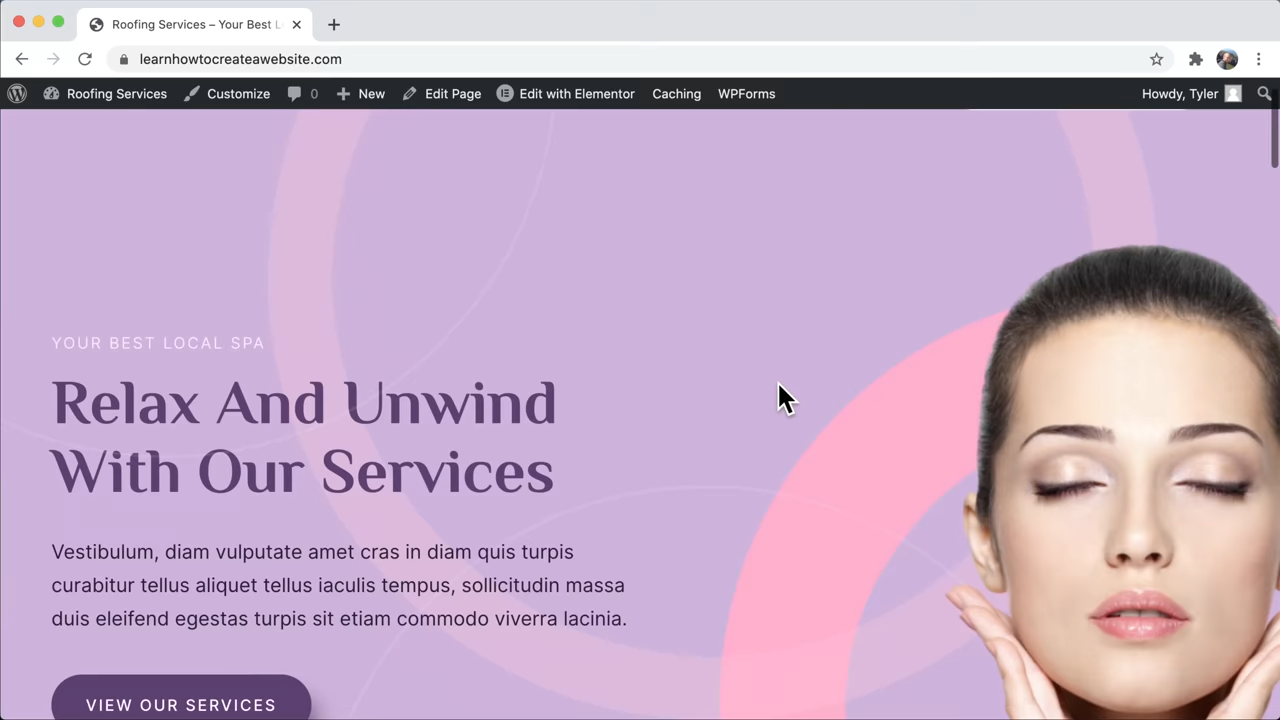 Roofing Services – Your Best L
learnhowtocreateawebsite.com
Roofing Services Customize 0 New Edit Page Edit with Elementor Caching WPForms Howdy, Tyler
YOUR BEST LOCAL SPA
Relax And Unwind
With Our Services
Vestibulum, diam vulputate amet cras in diam quis turpis
curabitur tellus aliquet tellus iaculis tempus, sollicitudin massa
duis eleifend egestas turpis sit etiam commodo viverra lacinia.
VIEW OUR SERVICES